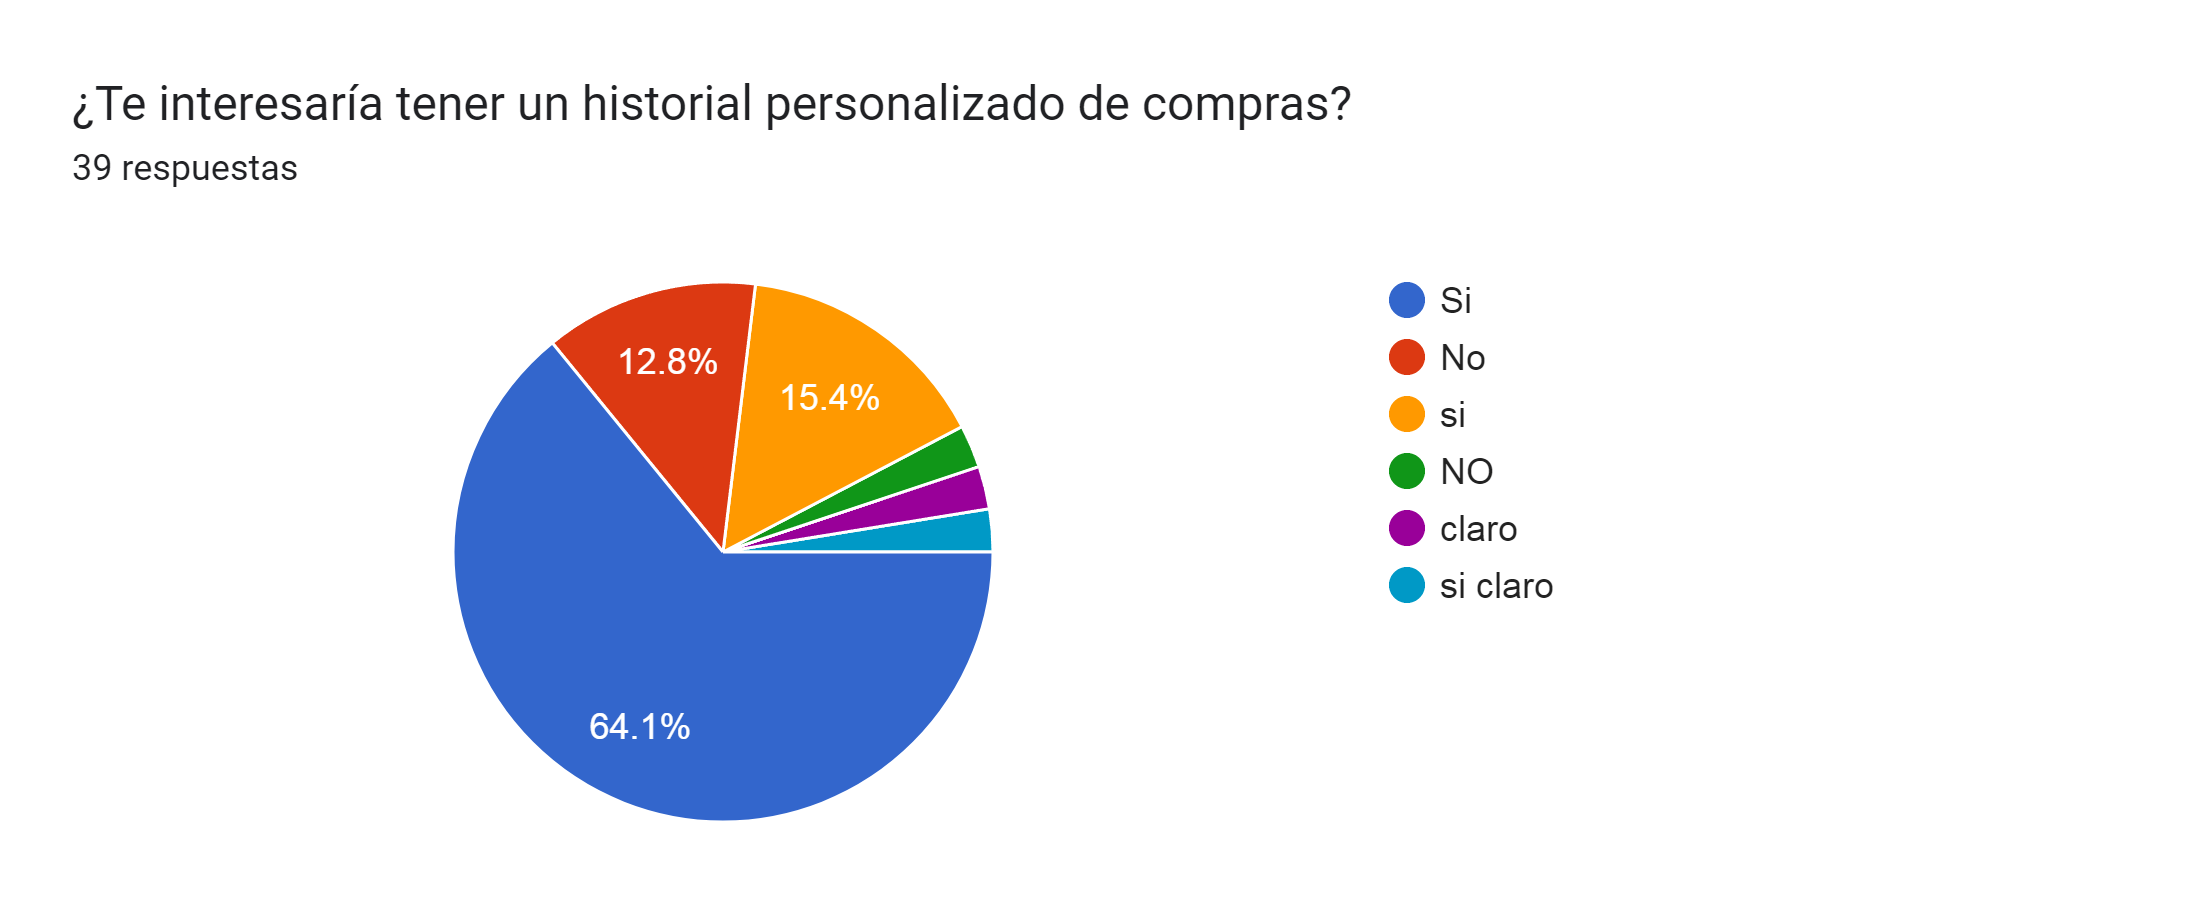 ¿Te interesaría tener un historial personalizado de compras?
39 respuestas
12.8%
15.4%
64.1%
Si
No
si
NO
claro
si claro